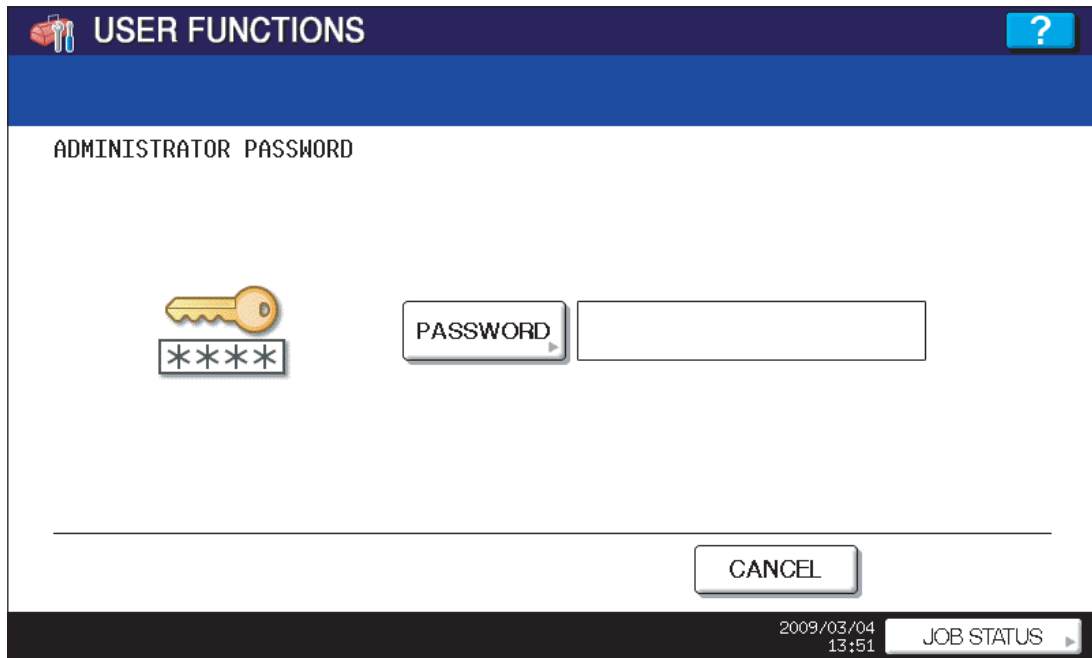 USER FUNCTIONS
?
ADMINISTRATOR PASSWORD
****
PASSWORD
CANCEL
2009/03/04
13:51
JOB STATUS